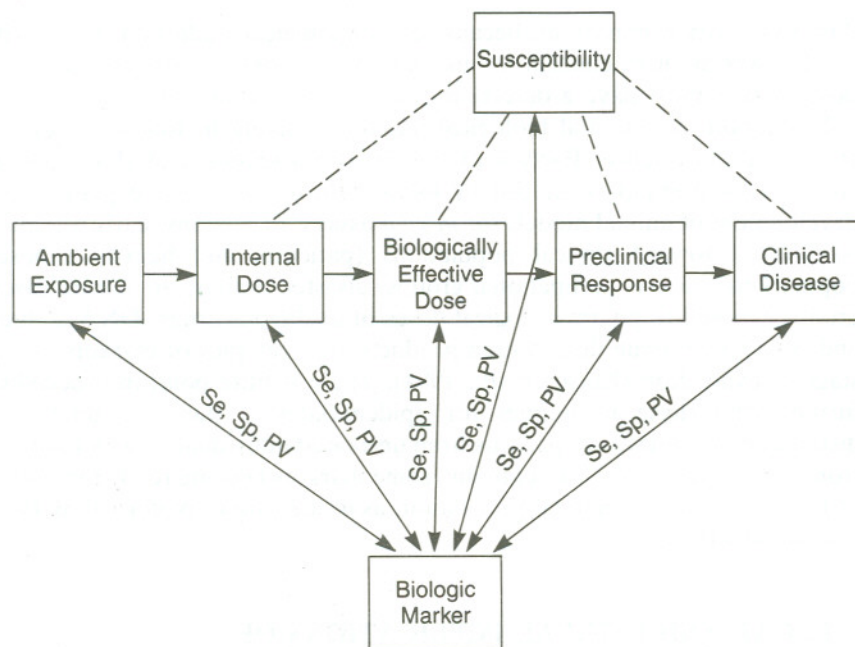 Susceptibility
Ambient
Exposure
Internal
Dose
Biologically
Effective
Dose
Preclinical
Response
Clinical
Disease
Se, Sp, PV
Se, Sp, PV
Se, Sp, PV
Se, Sp, PV
Se, Sp, PV
Se, Sp, PV
Biologic
Marker